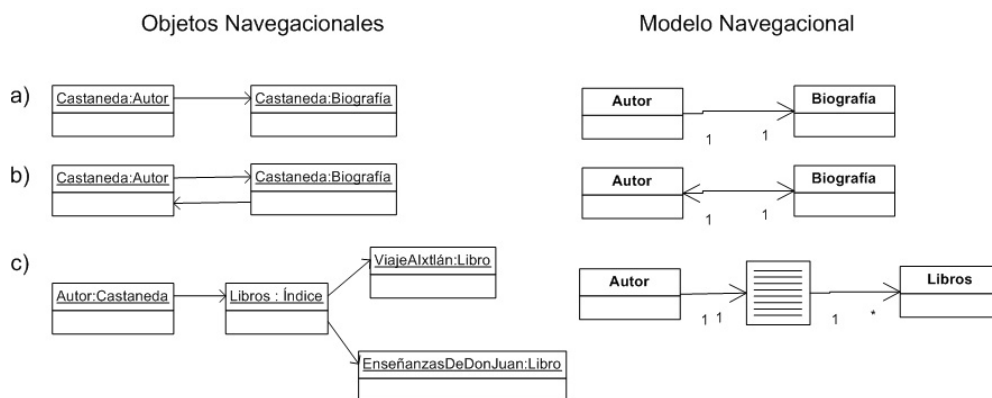 Objetos Navegacionales
Modelo Navegacional
a)
Castaneda:Autor
Castaneda:Biografía
Autor
Biografía
1
1
b)
Castaneda:Autor
Castaneda:Biografía
Autor
Biografía
1
1
c)
Autor:Castaneda
Libros : Índice
ViajeAIxtlán:Libro
EnseñanzasDeDonJuan:Libro
Autor
Libros
1
1
1
*